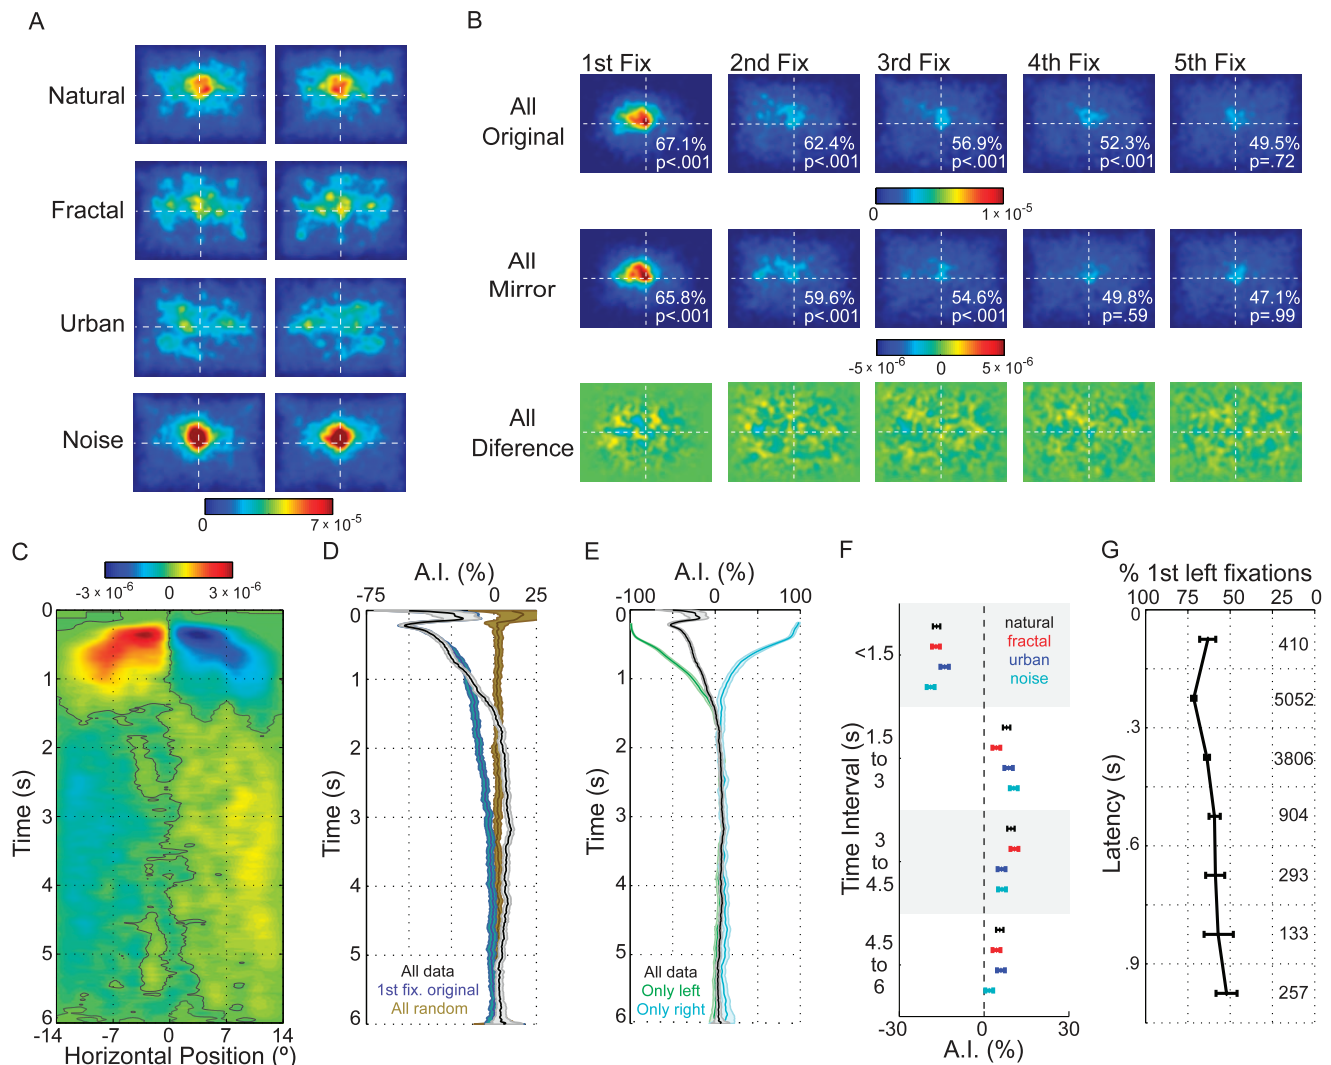 A
Natural
Fractal
Urban
Noise
0
7 × 10-5
B
1st Fix
2nd Fix
3rd Fix
4th Fix
5th Fix
All
Original
67.1%
p<.001
62.4%
p<.001
56.9%
p<.001
52.3%
p<.001
49.5%
p=.72
0
1 × 10-5
All
Mirror
65.8%
p<.001
59.6%
p<.001
54.6%
p<.001
49.8%
p=.59
47.1%
p=.99
-5 × 10-6
0
5 × 10-6
All
Diference
C
-3 × 10-6
0
3 × 10-6
0
1
2
3
4
5
6
Time (s)
-14
-7
0
7
14
Horizontal Position (º)
D
A.I. (%)
-75
0
25
0
1
2
3
4
5
6
Time (s)
All data
1st fix. original
All random
E
A.I. (%)
-100
0
100
0
1
2
3
4
5
6
Time (s)
All data
Only left
Only right
F
natural
fractal
urban
noise
<1.5
1.5
to
3
3
to
4.5
4.5
to
6
Time Interval (s)
-30
0
30
A.I. (%)
G
% 1st left fixations
100
75
50
25
0
0
.3
.6
.9
Latency (s)
410
5052
3806
904
293
133
257